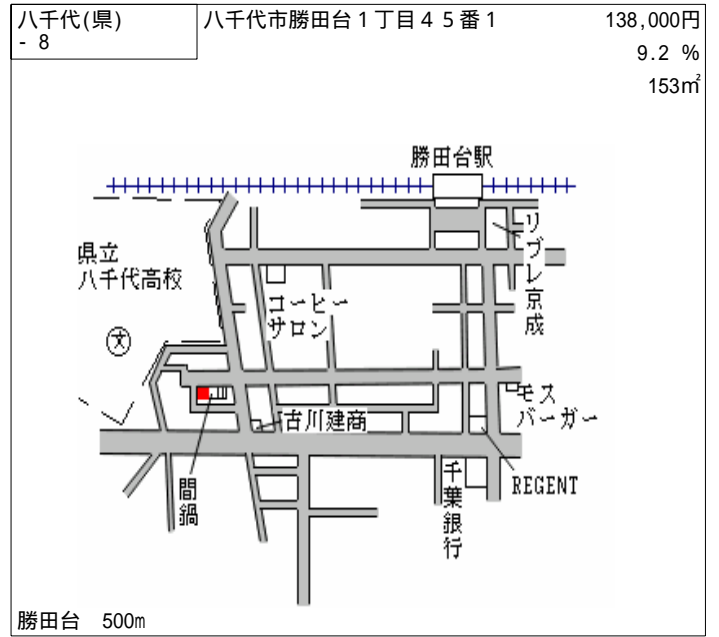 八千代(県)
- 8
八千代市勝田台１丁目４５番１
138,000円
9.2 %
153㎡
勝田台駅
リブレ京成
県立
八千代高校
文
コーヒー
サロン
モス
バーガー
古川建商
間鍋
千葉銀行
REGENT
勝田台 500m